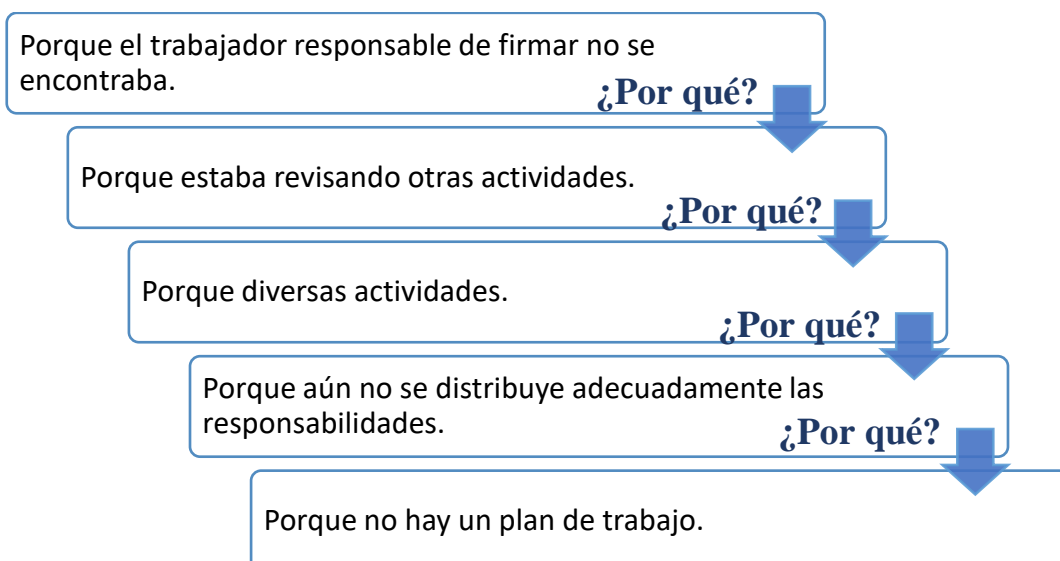 Porque el trabajador responsable de firmar no se
encontraba.
¿Por qué?
Porque estaba revisando otras actividades.
¿Por qué?
Porque diversas actividades.
¿Por qué?
Porque aún no se distribuye adecuadamente las
responsabilidades.
¿Por qué?
Porque no hay un plan de trabajo.